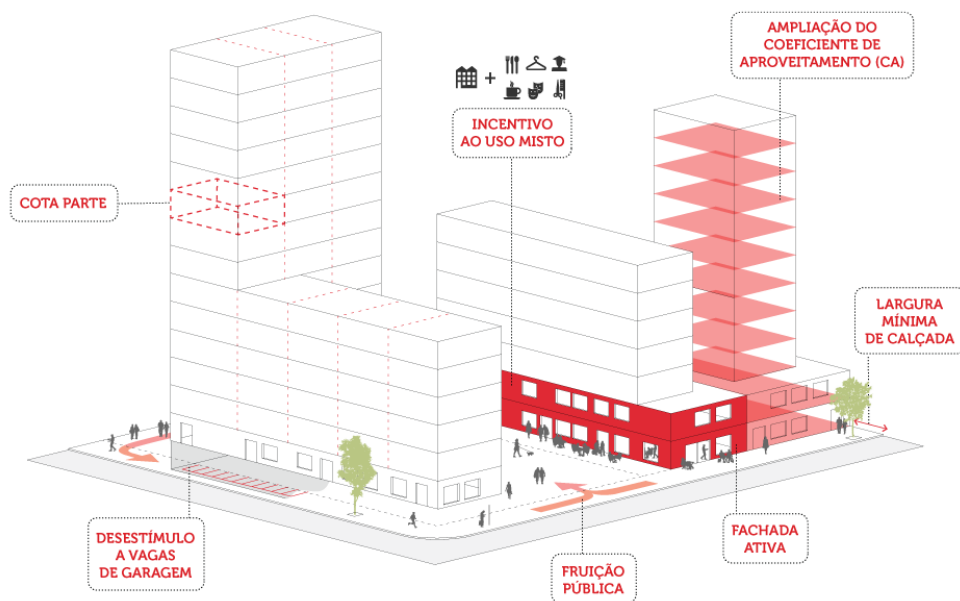 AMPLIAÇÃO DO
COEFICIENTE DE
APROVEITAMENTO (CA)
INCENTIVO
AO USO MISTO
COTA PARTE
LARGURA
MÍNIMA
DE CALÇADA
DESESTÍMULO
A VAGAS
DE GARAGEM
FRUIÇÃO
PÚBLICA
FACHADA
ATIVA